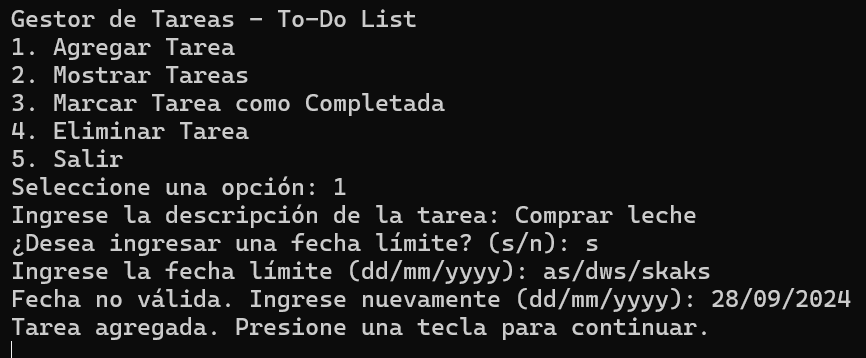 Gestor de Tareas - To-Do List
1. Agregar Tarea
2. Mostrar Tareas
3. Marcar Tarea como Completada
4. Eliminar Tarea
5. Salir
Seleccione una opción: 1
Ingrese la descripción de la tarea: Comprar leche
¿Desea ingresar una fecha límite? (s/n): s
Ingrese la fecha límite (dd/mm/yyyy): as/dws/skaks
Fecha no válida. Ingrese nuevamente (dd/mm/yyyy): 28/09/2024
Tarea agregada. Presione una tecla para continuar.